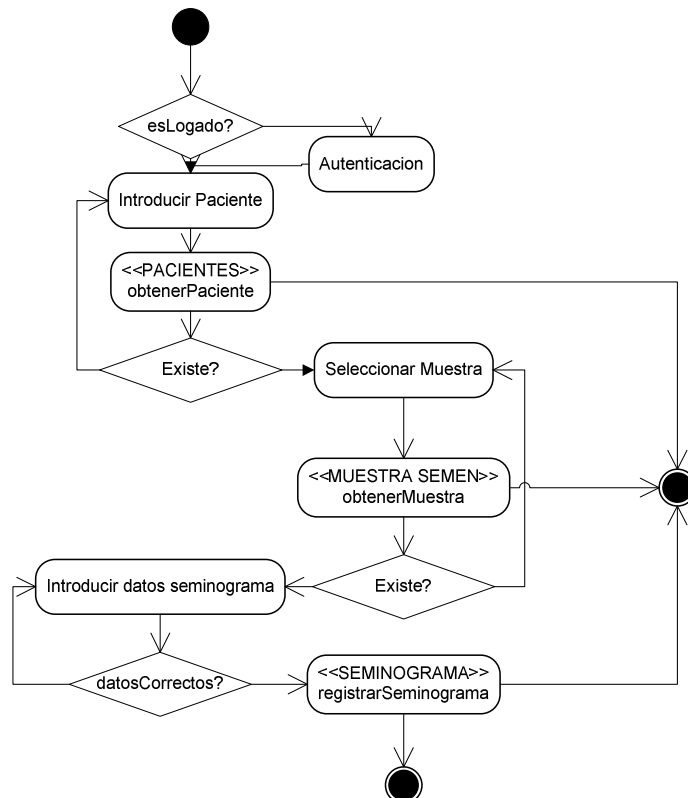 esLogado?
Autenticacion
Introducir Paciente
<<PACIENTES>>
obtenerPaciente
Existe?
Seleccionar Muestra
<<MUESTRA SEMEN>>
obtenerMuestra
Existe?
Introducir datos seminograma
datosCorrectos?
<<SEMINOGRAMA>>
registrarSeminograma